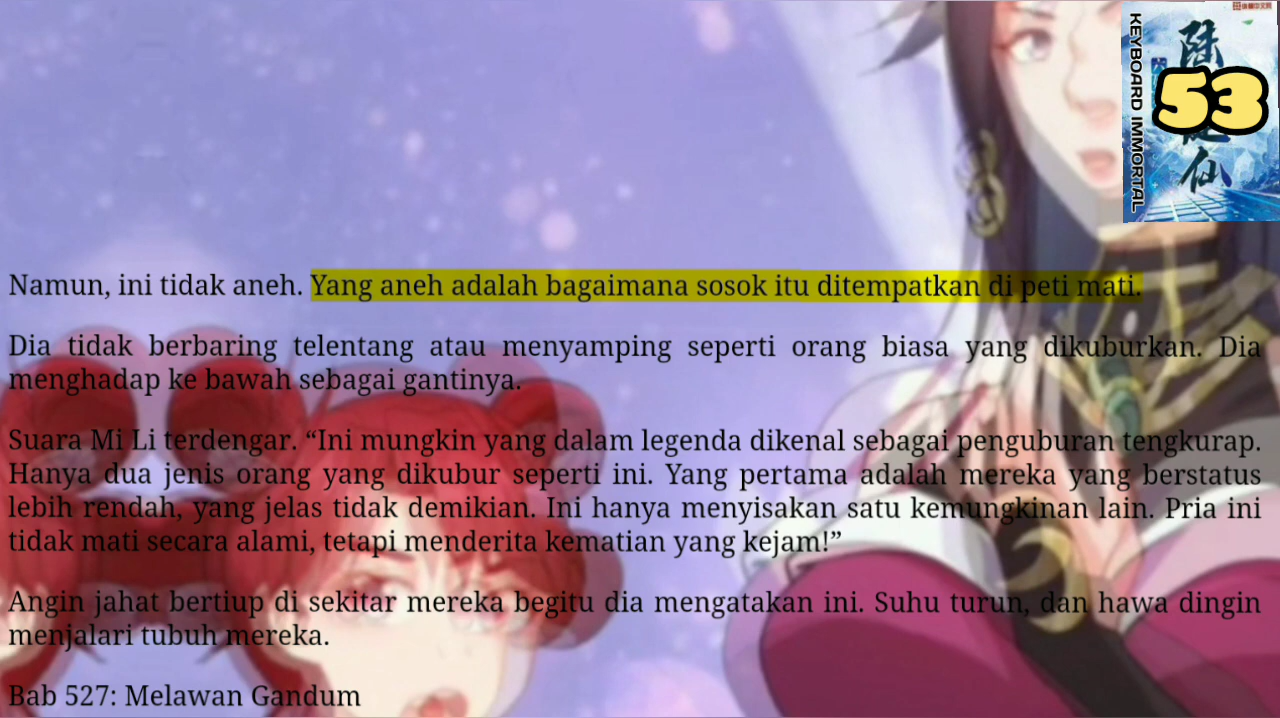 KEYBOARD IMMORTAL
53
仙
Namun, ini tidak aneh. Yang aneh adalah bagaimana sosok itu ditempatkan di peti mati.
Dia tidak berbaring telentang atau menyamping seperti orang biasa yang dikuburkan. Dia
menghadap ke bawah sebagai gantinya.
Suara Mi Li terdengar. “Ini mungkin yang dalam legenda dikenal sebagai penguburan tengkurap.
Hanya dua jenis orang yang dikubur seperti ini. Yang pertama adalah mereka yang berstatus
lebih rendah, yang jelas tidak demikian. Ini hanya menyisakan satu kemungkinan lain. Pria ini
tidak mati secara alami, tetapi menderita kematian yang kejam!”
Angin jahat bertiup di sekitar mereka begitu dia mengatakan ini. Suhu turun, dan hawa dingin
menjalari tubuh mereka.
Bab 527: Melawan Gandum